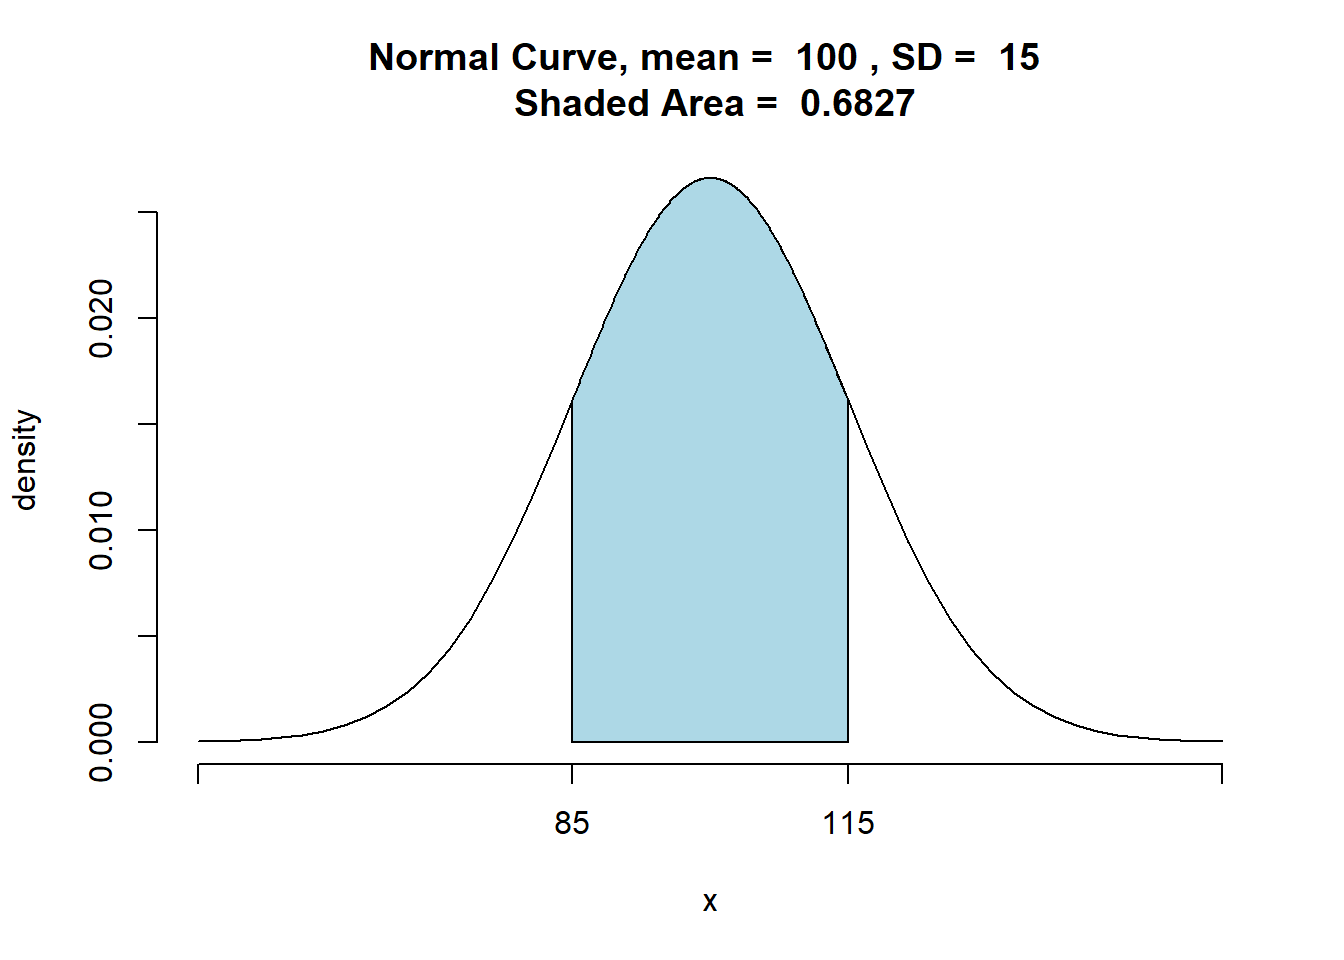 Normal Curve, mean =  100 , SD =  15
Shaded Area =  0.6827
density
0.020
0.010
0.000
85
115
x